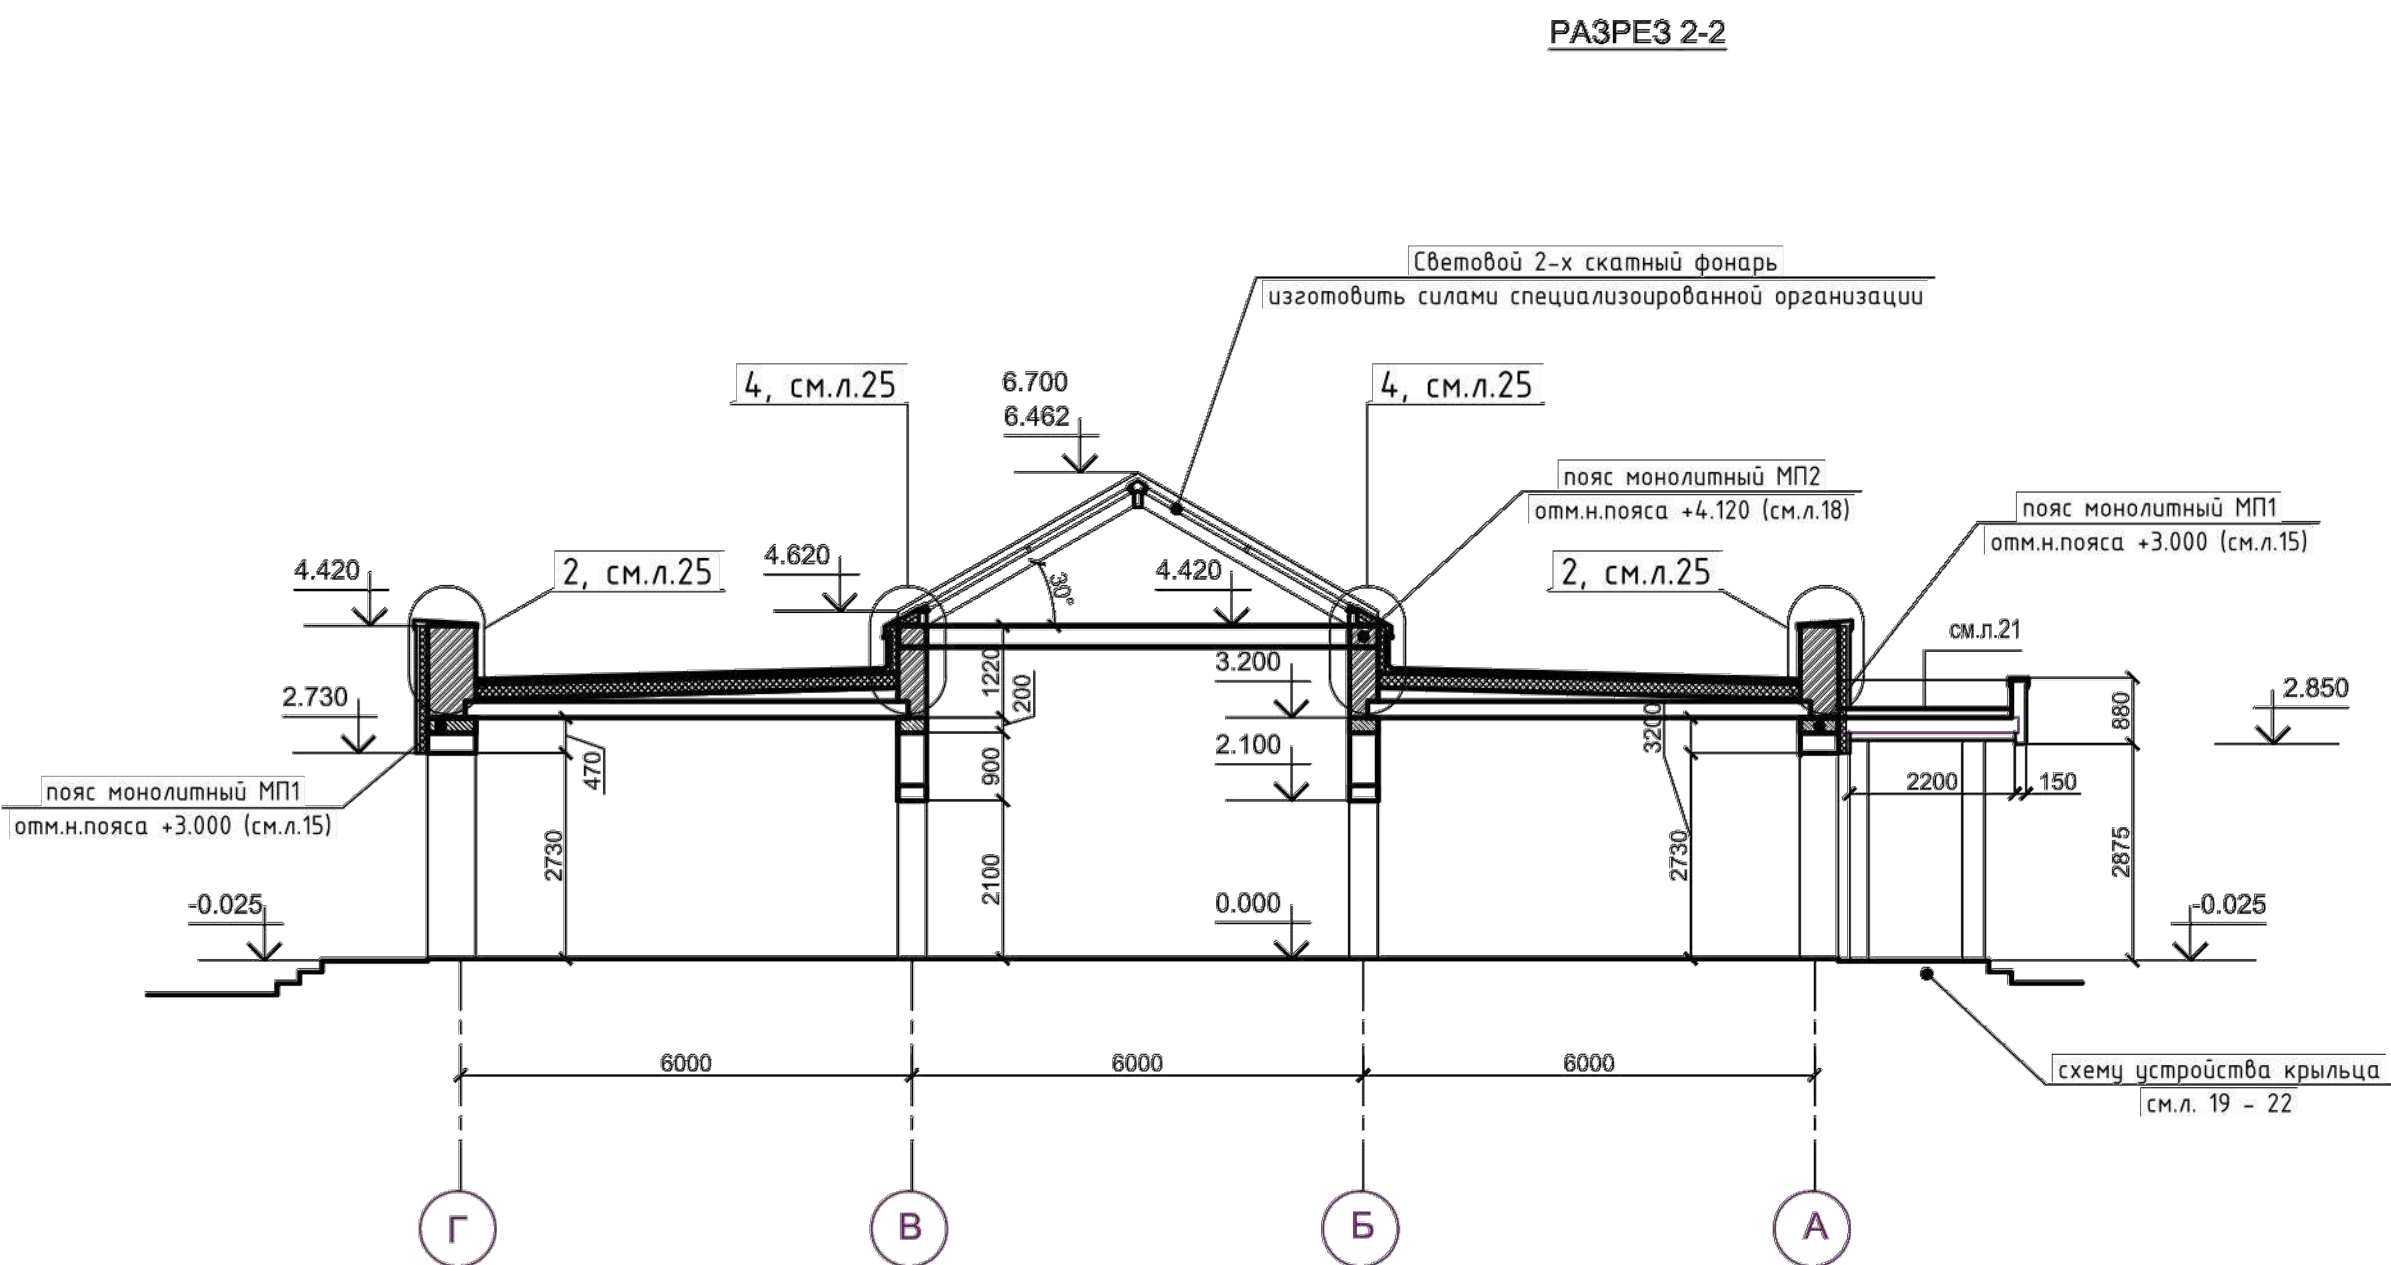 РАЗРЕЗ 2-2
Световой 2-х скатный фонарь
изготовить силами специализоированной организации
4, см.л.25
6.700
6.462
4, см.л.25
пояс монолитный МП2
отм.н.пояса +4.120 (см.л.18)
пояс монолитный МП1
отм.н.пояса +3.000 (см.л.15)
4.420
2, см.л.25
4.620
30°
4.420
2, см.л.25
см.л.21
2.730
1220
200
3.200
3200
880
2.850
470
900
2.100
2200
150
пояс монолитный МП1
отм.н.пояса +3.000 (см.л.15)
2730
2100
2730
2875
-0.025
0.000
-0.025
6000
6000
6000
схему устройства крыльца
см.л. 19 - 22
Г
В
Б
А